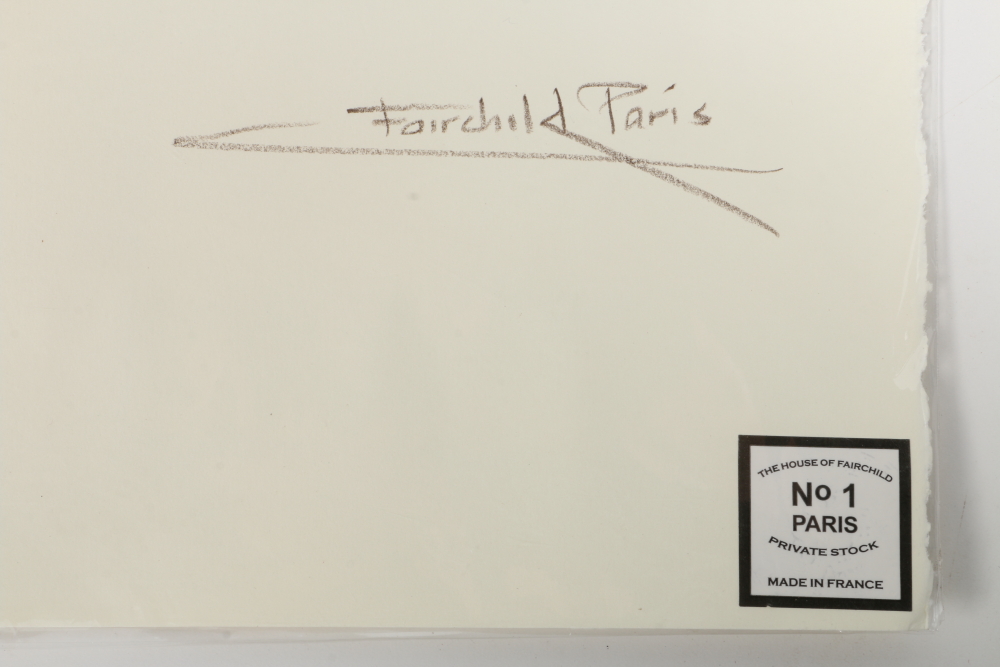 Fairchild Paris
THE HOUSE OF FAIRCHILD
No 1
PARIS
PRIVATE STOCK
MADE IN FRANCE